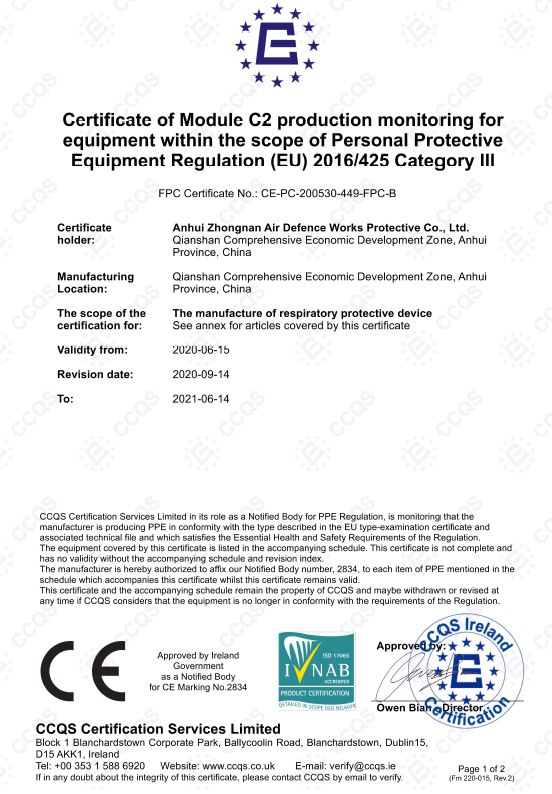 Certificate of Module C2 production monitoring for
equipment within the scope of Personal Protective
Equipment Regulation (EU) 2016/425 Category III
FPC Certificate No.: CE-PC-200530-449-FPC-B
Certificate holder: Anhui Zhongnan Air Defence Works Protective Co., Ltd.
Qianshan Comprehensive Economic Development Zone, Anhui
Province, China
Manufacturing Location: Qianshan Comprehensive Economic Development Zone, Anhui
Province, China
The scope of the certification for: The manufacture of respiratory protective device
See annex for articles covered by this certificate
Validity from: 2020-06-15
Revision date: 2020-09-14
To: 2021-06-14
CCQS Certification Services Limited in its role as a Notified Body for PPE Regulation, is monitoring that the
manufacturer is producing PPE in conformity with the type described in the EU type-examination certificate and
associated technical file and which satisfies the Essential Health and Safety Requirements of the Regulation.
The equipment covered by this certificate is listed in the accompanying schedule. This certificate is not complete and
has no validity without the accompanying schedule and revision index.
The manufacturer is hereby authorized to affix our Notified Body number, 2834, to each item of PPE mentioned in the
schedule which accompanies this certificate whilst this certificate remains valid.
This certificate and the accompanying schedule remain the property of CCQS and maybe withdrawn or revised at
any time if CCQS considers that the equipment is no longer in conformity with the requirements of the Regulation.
CE
Approved by Ireland
Government
as a Notified Body
for CE Marking No.2834
ISO 17065
INAB
ACCREDITED
PRODUCT CERTIFICATION
DETAILED IN SCOPE REG NO.
Approved by:
CCQS Ireland
Certification
Owen Bian, Director
CCQS Certification Services Limited
Block 1 Blanchardstown Corporate Park, Ballycoolin Road, Blanchardstown, Dublin15,
D15 AKK1, Ireland
Tel: +00 353 1 588 6920 Website: www.ccqs.co.uk E-mail: verify@ccqs.ie
If in any doubt about the integrity of this certificate, please contact CCQS by email to verify.
Page 1 of 2
(Fm 220-015, Rev.2)